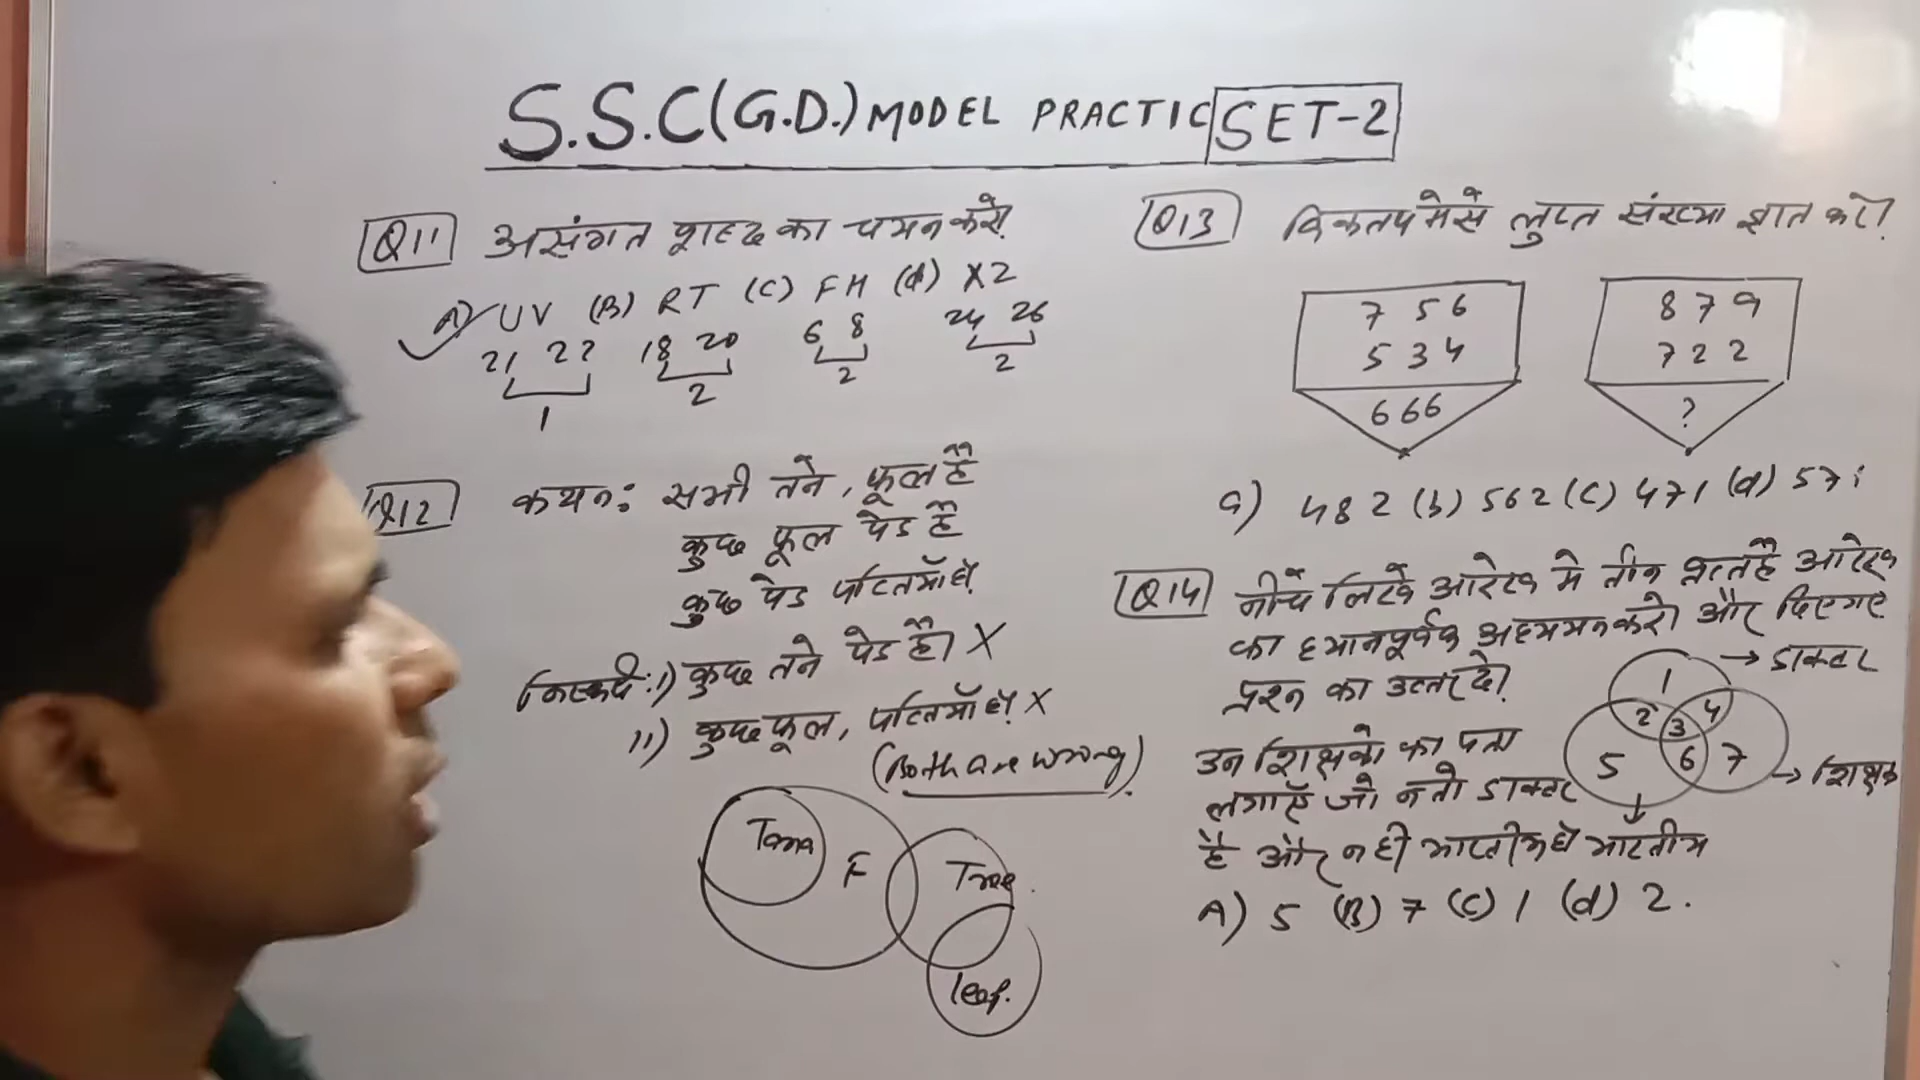 S.S.C(G.D.) MODEL PRACTIC SET-2
Q11 असंगत शब्द का चयन करो?
A) UV (B) RT (C) FH (d) XZ
21 22 18 20 6 8 24 26
1 2 2 2
Q12 कथन: सभी तने, फूल है
कुछ फूल पेड है
कुछ पेड पत्तियाँ है?
निष्कर्ष: i) कुछ तने पेड है। X
ii) कुछ फूल, पत्तियाँ है? X
(Both are wrong).
Tana F Tree.
leaf.
Q13 विकल्प मे से लुप्त संख्या ज्ञात करो?
7 5 6
5 3 4
666
8 7 9
7 2 2
?
a) 482 (b) 562 (c) 471 (d) 57
Q14 नीचे लिखे आरेख मे तीन वृत्त है आरेख
का ध्यानपूर्वक अध्ययन करो और दिए गए
प्रश्न का उत्तर दे?
→ डाक्टर
1
2 3 4
5 6 7
→ शिक्षक
उन शिक्षको का पता
लगाएँ जो न तो डाक्टर
है और न ही भारतीय है भारतीय
A) 5 (B) 7 (C) 1 (d) 2.